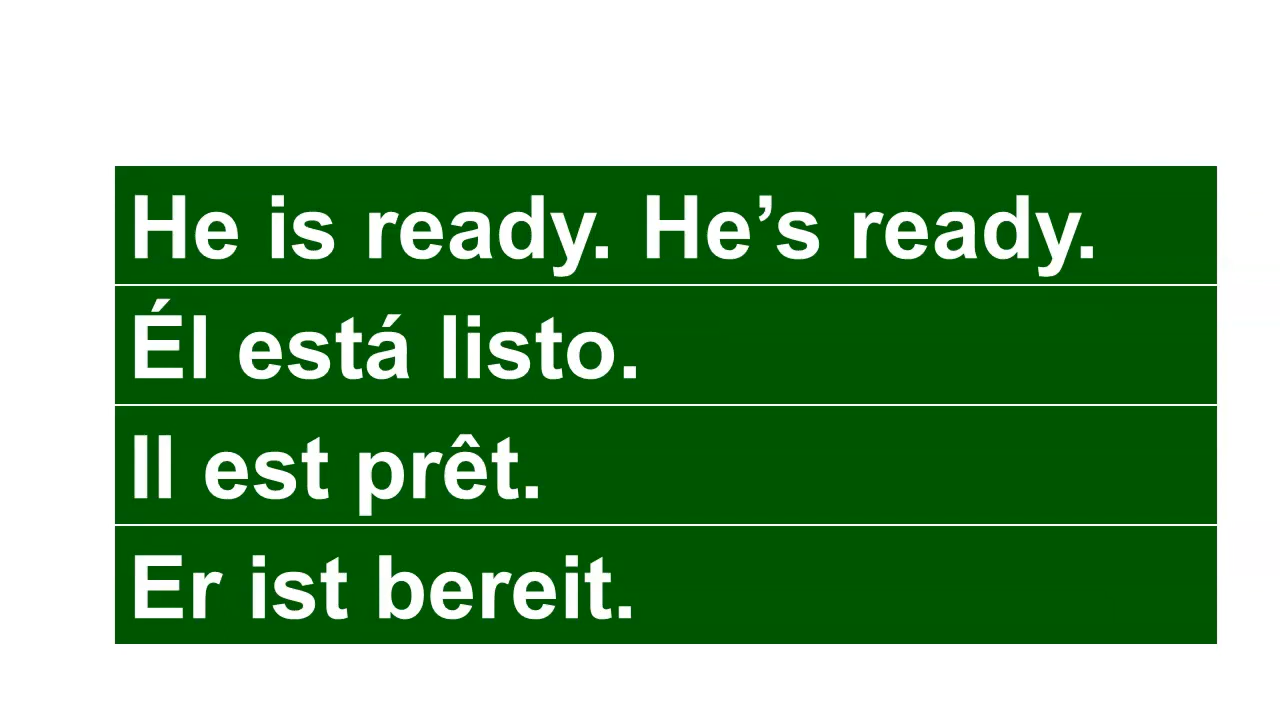 He is ready. He’s ready.
Él está listo.
Il est prêt.
Er ist bereit.